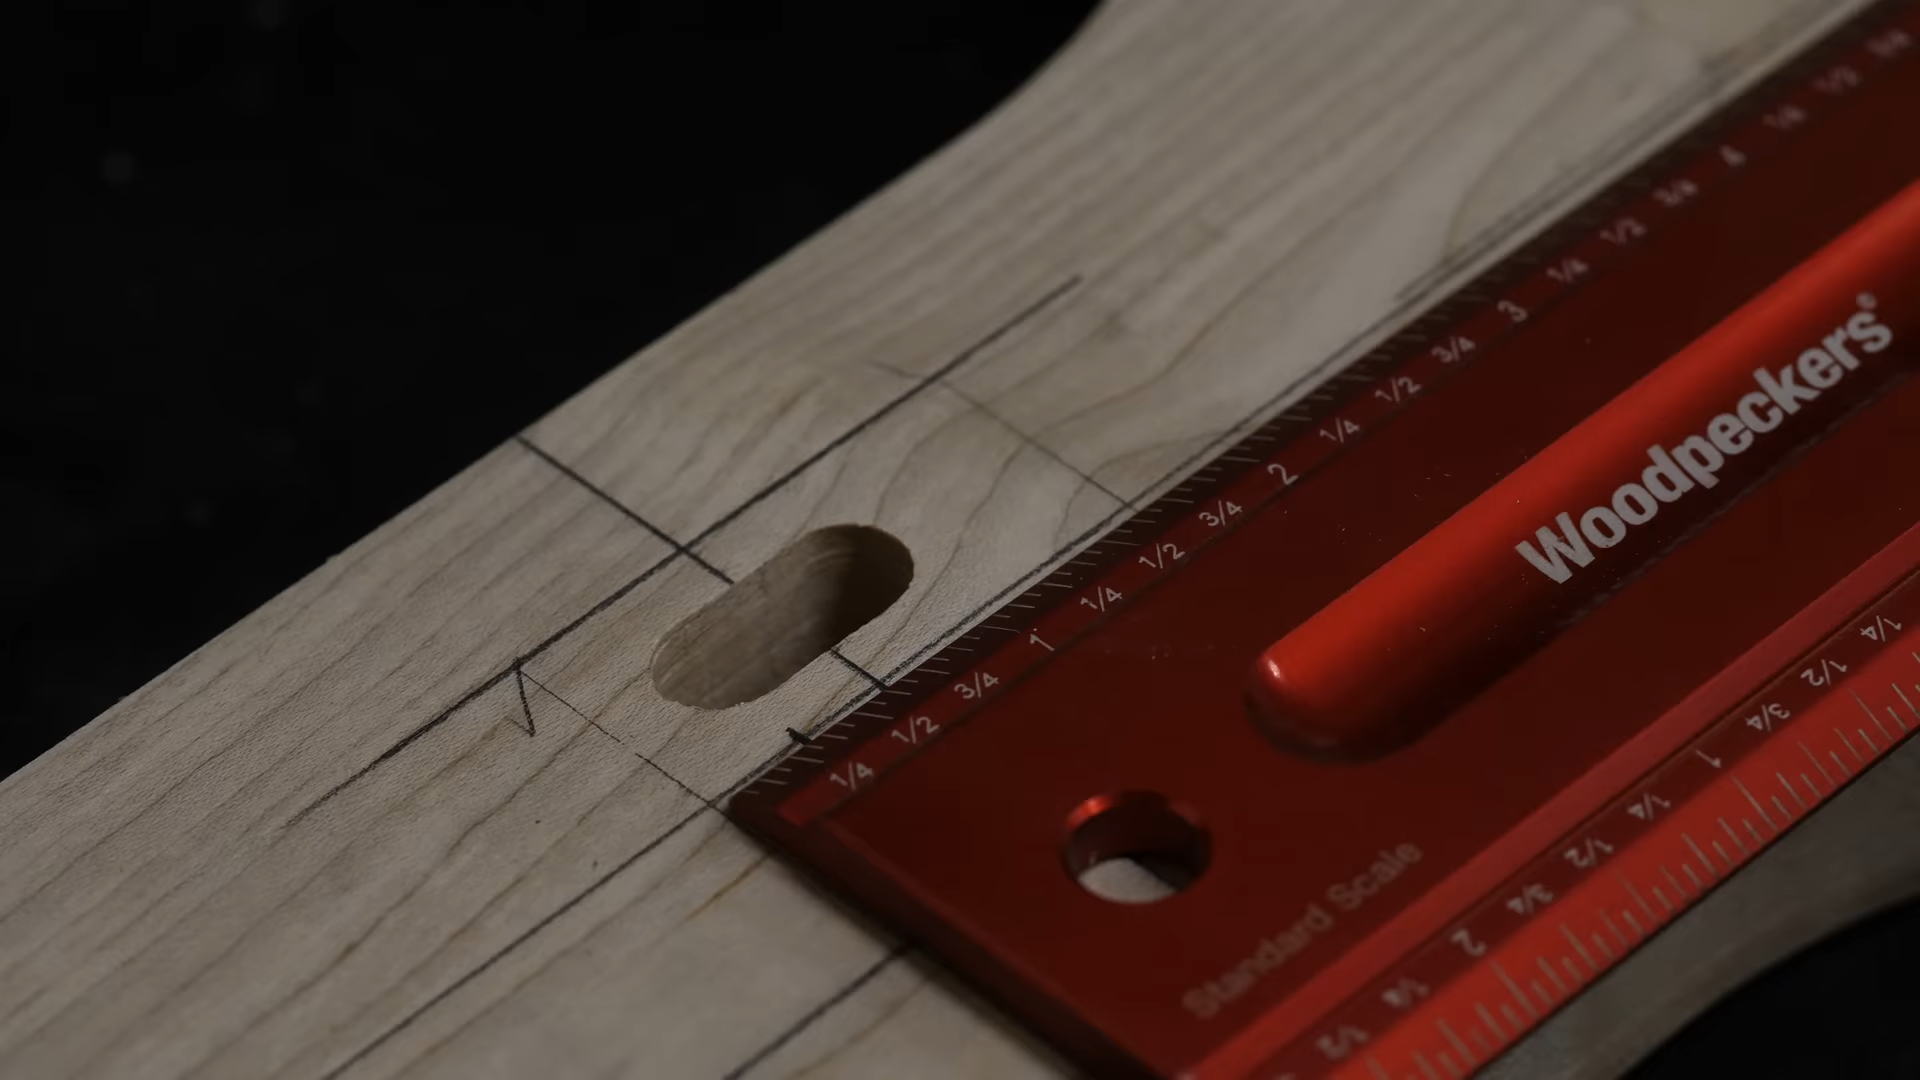 1/4 1/2 3/4 1 1/4 1/2 3/4 2 1/4 1/2 3/4 3 1/4 1/2 3/4 4 1/4 1/2 3/4
Woodpeckers®
Standard Scale
1/4 1/2 3/4 1 1/4 1/2 3/4 2 1/4 1/2